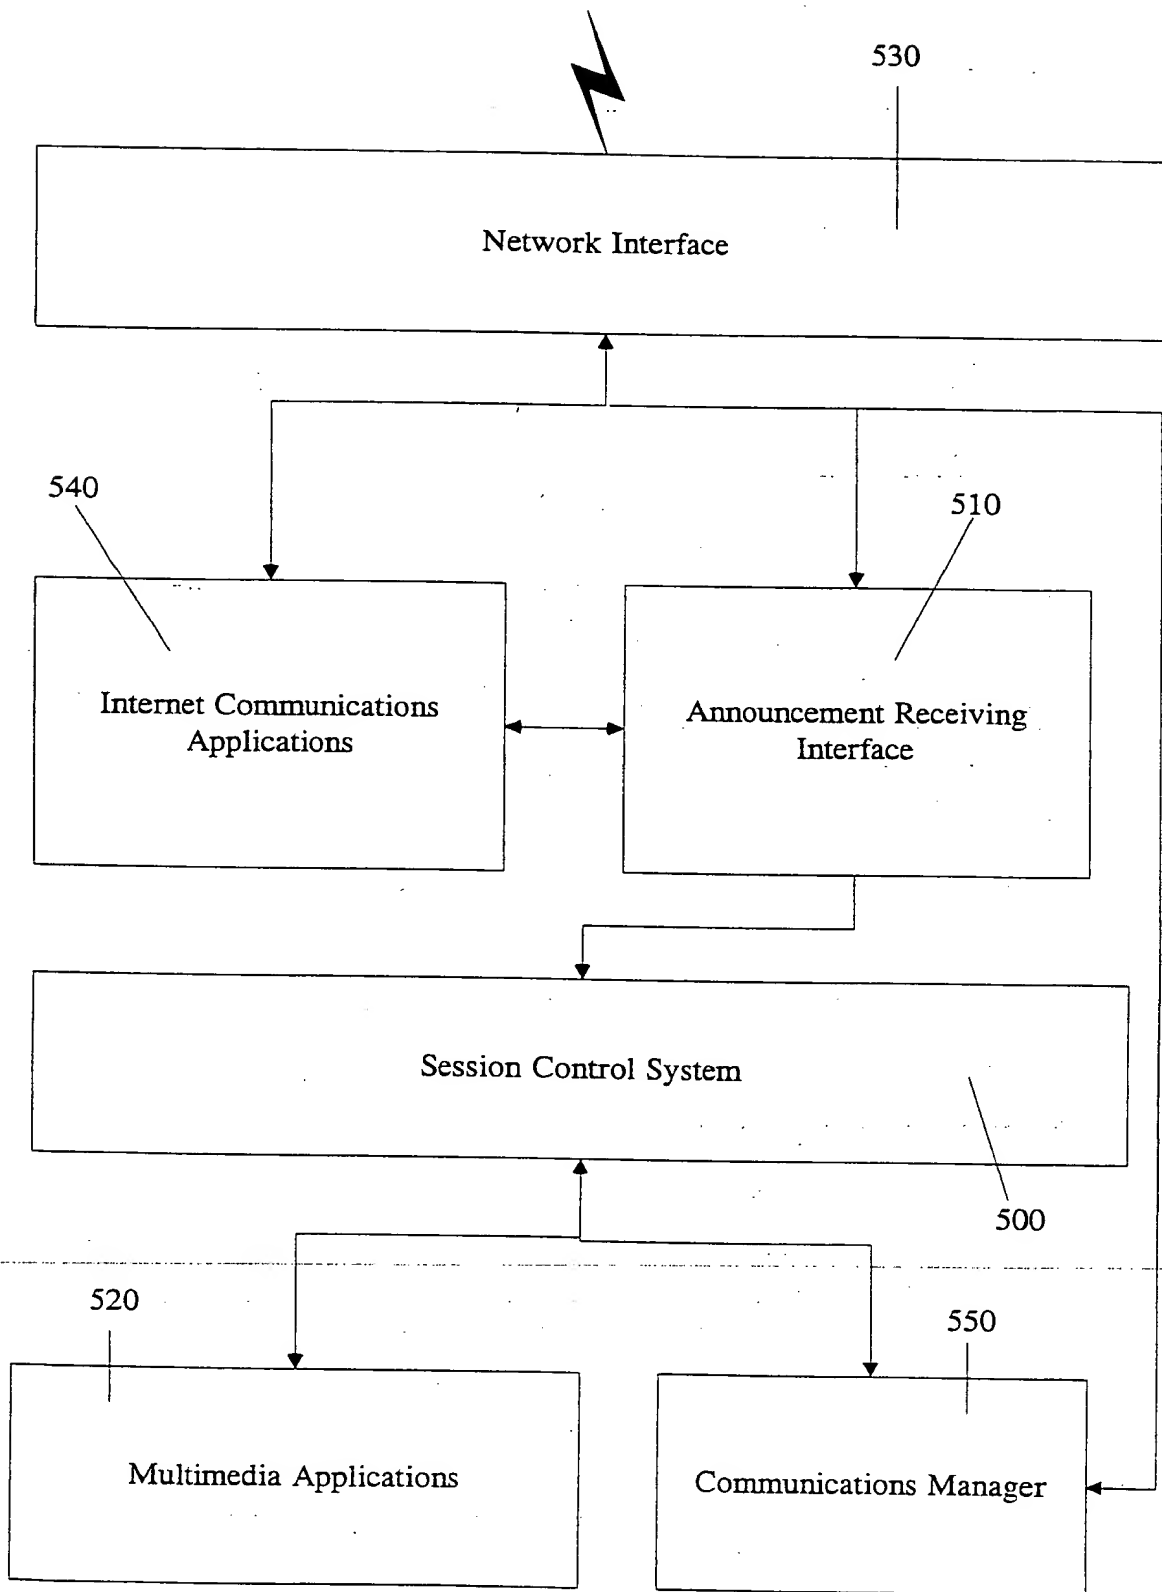 530
Network Interface
540
510
Internet Communications
Applications
Announcement Receiving
Interface
Session Control System
500
520
550
Multimedia Applications
Communications Manager